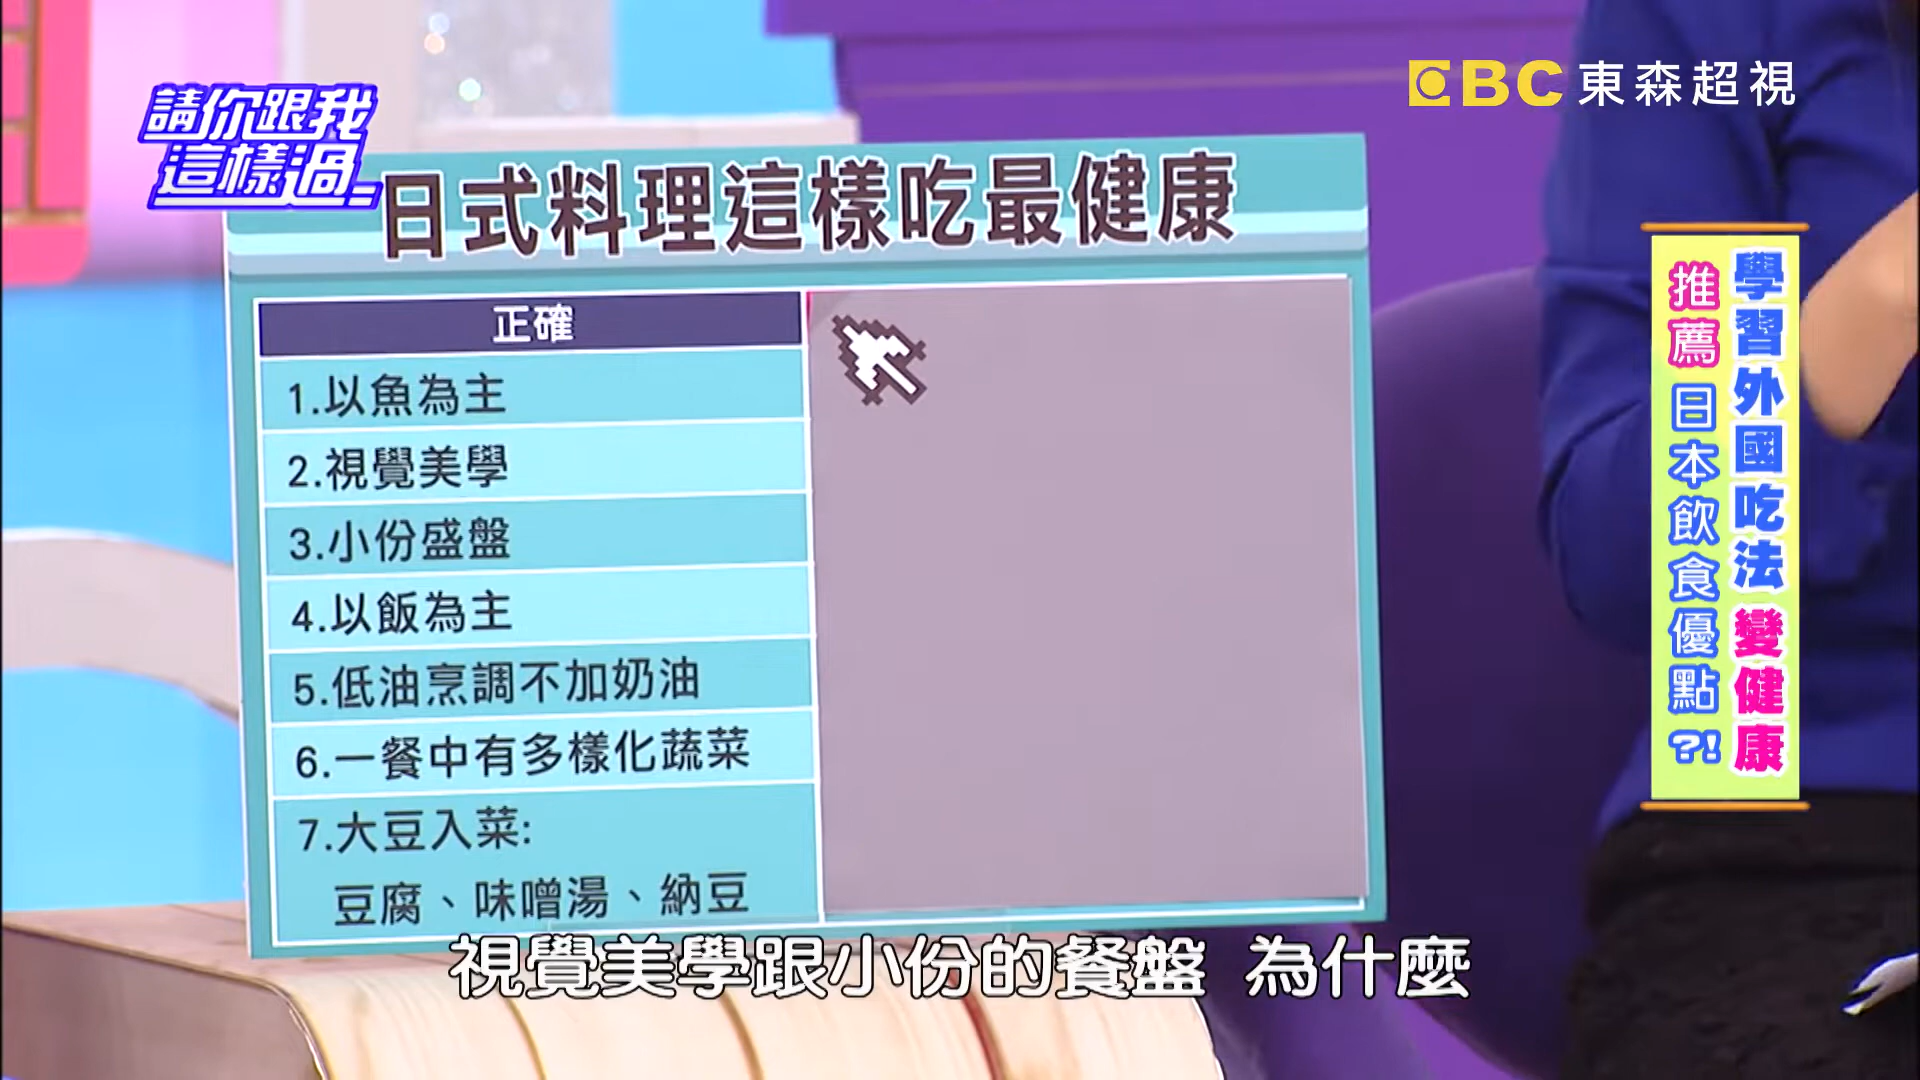 請你跟我
這樣過
EBC 東森超視
日式料理這樣吃最健康
正確
1.以魚為主
2.視覺美學
3.小份盛盤
4.以飯為主
5.低油烹調不加奶油
6.一餐中有多樣化蔬菜
7.大豆入菜:
豆腐、味噌湯、納豆
學習外國吃法 變健康
推薦 日本飲食優點?!
視覺美學跟小份的餐盤 為什麼